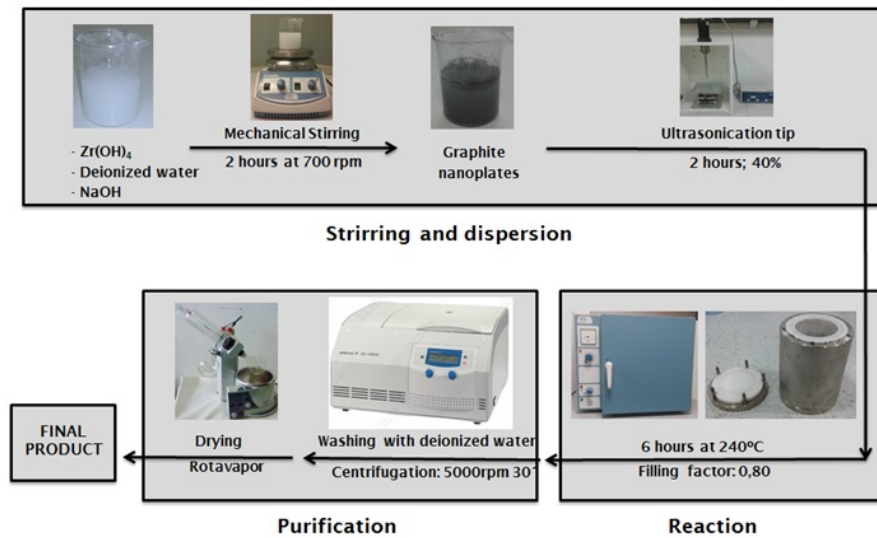 - Zr(OH)₄
- Deionized water
- NaOH
Mechanical Stirring
2 hours at 700 rpm
Graphite
nanoplates
Ultrasonication tip
2 hours; 40%
Strirring and dispersion
FINAL
PRODUCT
Drying
Rotavapor
Washing with deionized water
Centrifugation: 5000rpm 30´
6 hours at 240ºC
Filling factor: 0,80
Purification
Reaction